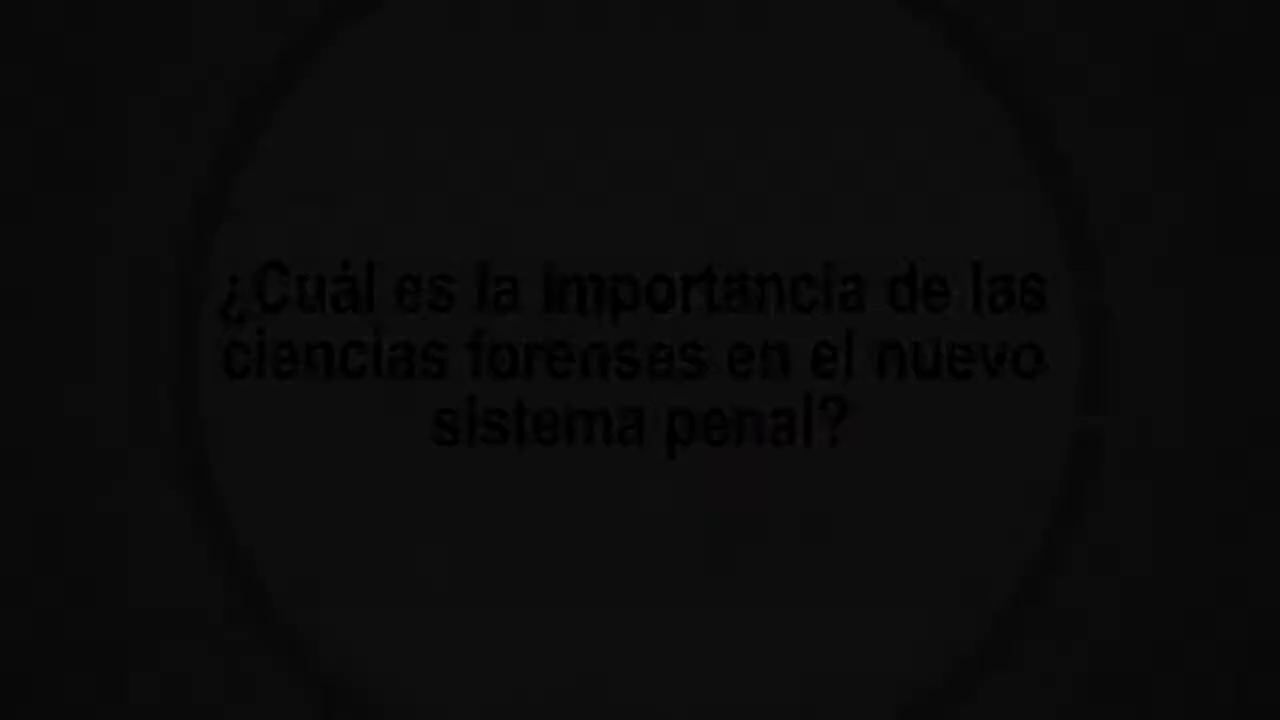 ¿Cuál es la importancia de las
ciencias forenses en el nuevo
sistema penal?